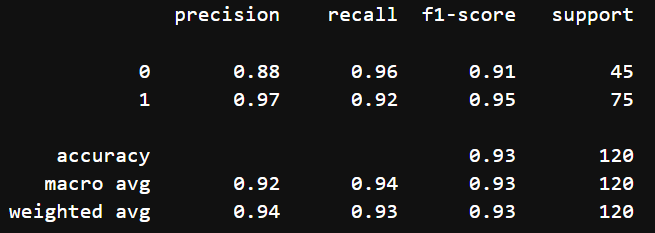 precision recall f1-score support
0 0.88 0.96 0.91 45
1 0.97 0.92 0.95 75
accuracy 0.93 120
macro avg 0.92 0.94 0.93 120
weighted avg 0.94 0.93 0.93 120